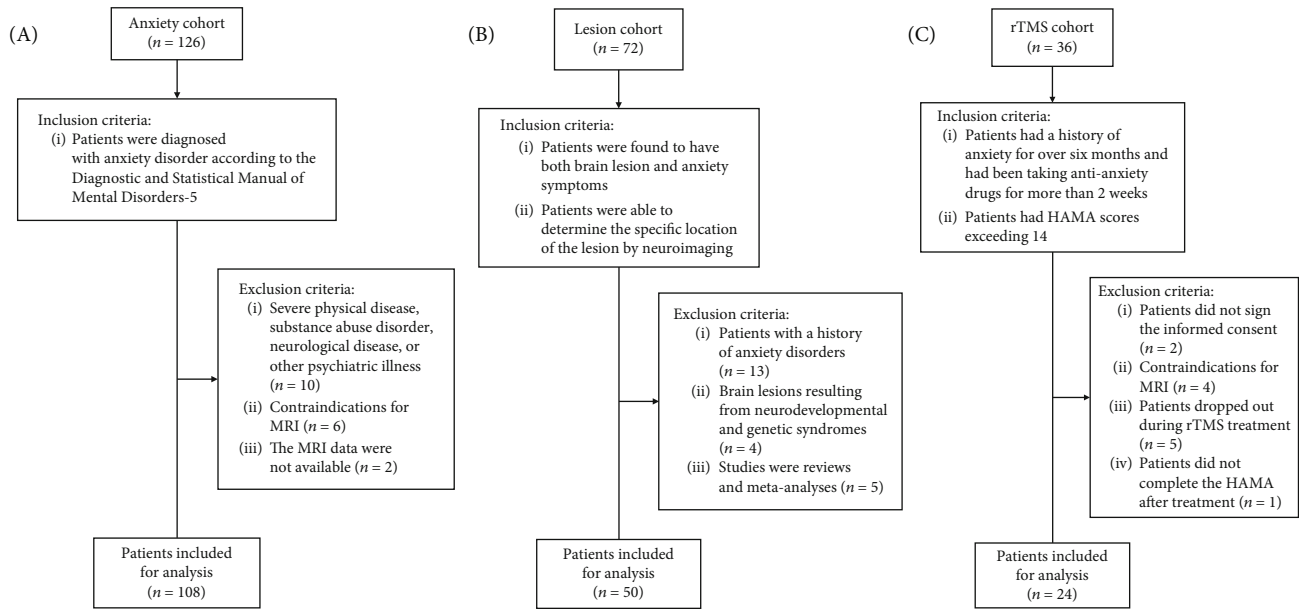 (A)
Anxiety cohort
(n = 126)
Inclusion criteria:
(i) Patients were diagnosed
with anxiety disorder according to the
Diagnostic and Statistical Manual of
Mental Disorders-5
Exclusion criteria:
(i) Severe physical disease,
substance abuse disorder,
neurological disease, or
other psychiatric illness
(n = 10)
(ii) Contraindications for
MRI (n = 6)
(iii) The MRI data were
not available (n = 2)
Patients included
for analysis
(n = 108)
(B)
Lesion cohort
(n = 72)
Inclusion criteria:
(i) Patients were found to have
both brain lesion and anxiety
symptoms
(ii) Patients were able to
determine the specific location
of the lesion by neuroimaging
Exclusion criteria:
(i) Patients with a history
of anxiety disorders
(n = 13)
(ii) Brain lesions resulting
from neurodevelopmental
and genetic syndromes
(n = 4)
(iii) Studies were reviews
and meta-analyses (n = 5)
Patients included
for analysis
(n = 50)
(C)
rTMS cohort
(n = 36)
Inclusion criteria:
(i) Patients had a history of
anxiety for over six months and
had been taking anti-anxiety
drugs for more than 2 weeks
(ii) Patients had HAMA scores
exceeding 14
Exclusion criteria:
(i) Patients did not sign
the informed consent
(n = 2)
(ii) Contraindications for
MRI (n = 4)
(iii) Patients dropped out
during rTMS treatment
(n = 5)
(iv) Patients did not
complete the HAMA
after treatment (n = 1)
Patients included
for analysis
(n = 24)